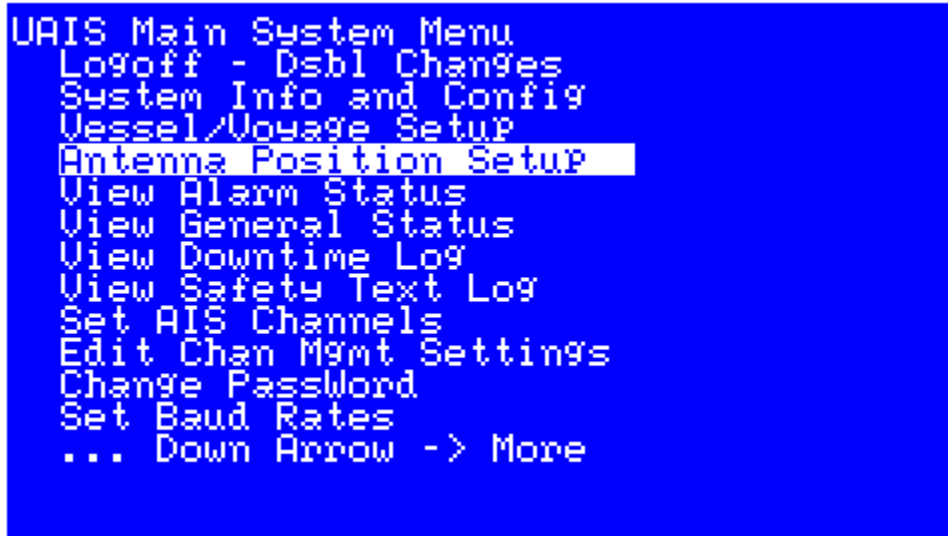 UAIS Main System Menu
Logoff - Dsbl Changes
System Info and Config
Vessel/Voyage Setup
Antenna Position Setup
View Alarm Status
View General Status
View Downtime Log
View Safety Text Log
Set AIS Channels
Edit Chan Mgmt Settings
Change PassWord
Set Baud Rates
... Down Arrow -> More